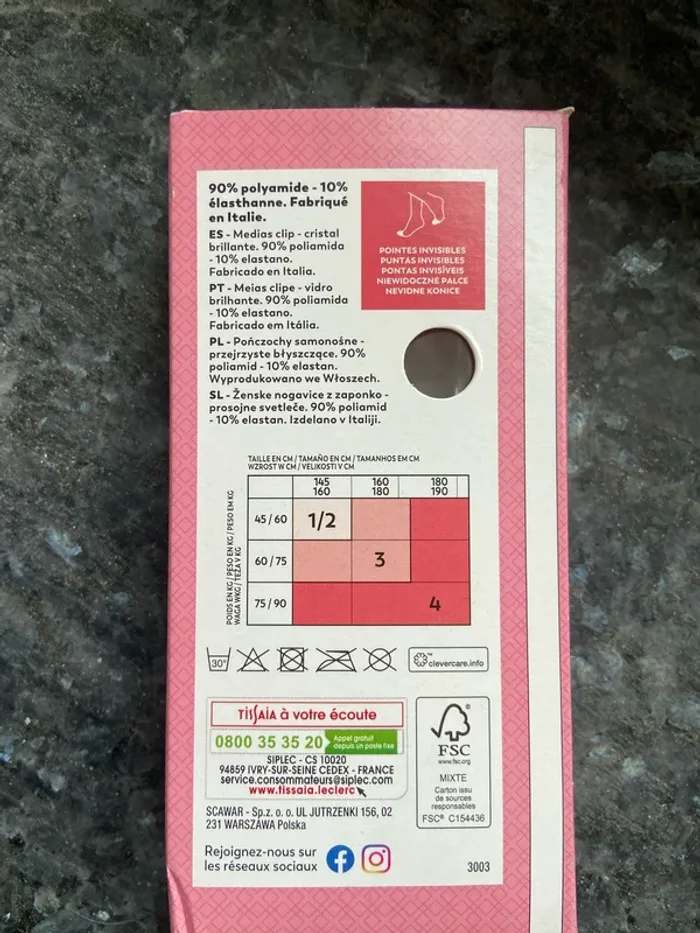 90% polyamide - 10%
élasthanne. Fabriqué
en Italie.
ES - Medias clip - cristal
brillante. 90% poliamida
- 10% elastano.
Fabricado en Italia.
PT - Meias clipe - vidro
brilhante. 90% poliamida
- 10% elastano.
Fabricado em Itália.
PL - Pończochy samonośne -
przejrzyste błyszczące. 90%
poliamid - 10% elastan.
Wyprodukowano we Włoszech.
SL - Ženske nogavice z zaponko -
prosojne svetleče. 90% poliamid
- 10% elastan. Izdelano v Italiji.
POINTES INVISIBLES
PUNTAS INVISIBLES
PONTAS INVISÍVEIS
NIEWIDOCZNE PALCE
NEVIDNE KONICE
TAILLE EN CM / TAMAÑO EN CM / TAMANHOS EM CM
WZROST W CM / VELIKOSTI V CM
145 160 180
160 180 190
POIDS EN KG / PESO EN KG / PESO EM KG
WAGA WKG / TEŽA V KG
45 / 60 1/2
60 / 75 3
75 / 90 4
30°
clevercare.info
TISSAIA à votre écoute
0800 35 35 20 Appel gratuit
depuis un poste fixe
SIPLEC - CS 10020
94859 IVRY-SUR-SEINE CEDEX - FRANCE
service.consommateurs@siplec.com
www.tissaia.leclerc
FSC
www.fsc.org
MIXTE
Carton issu
de sources
responsables
FSC® C154436
SCAWAR - Sp.z. o. o. UL JUTRZENKI 156, 02
231 WARSZAWA Polska
Rejoignez-nous sur
les réseaux sociaux
3003